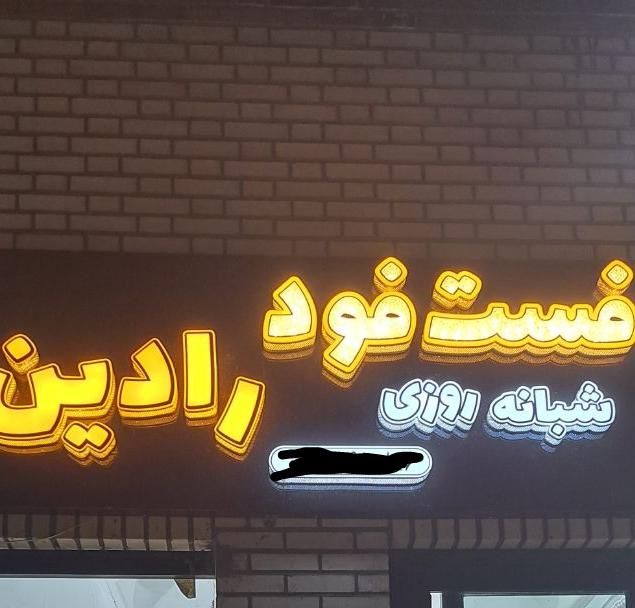 فست فود
شبانه روزی
رادین